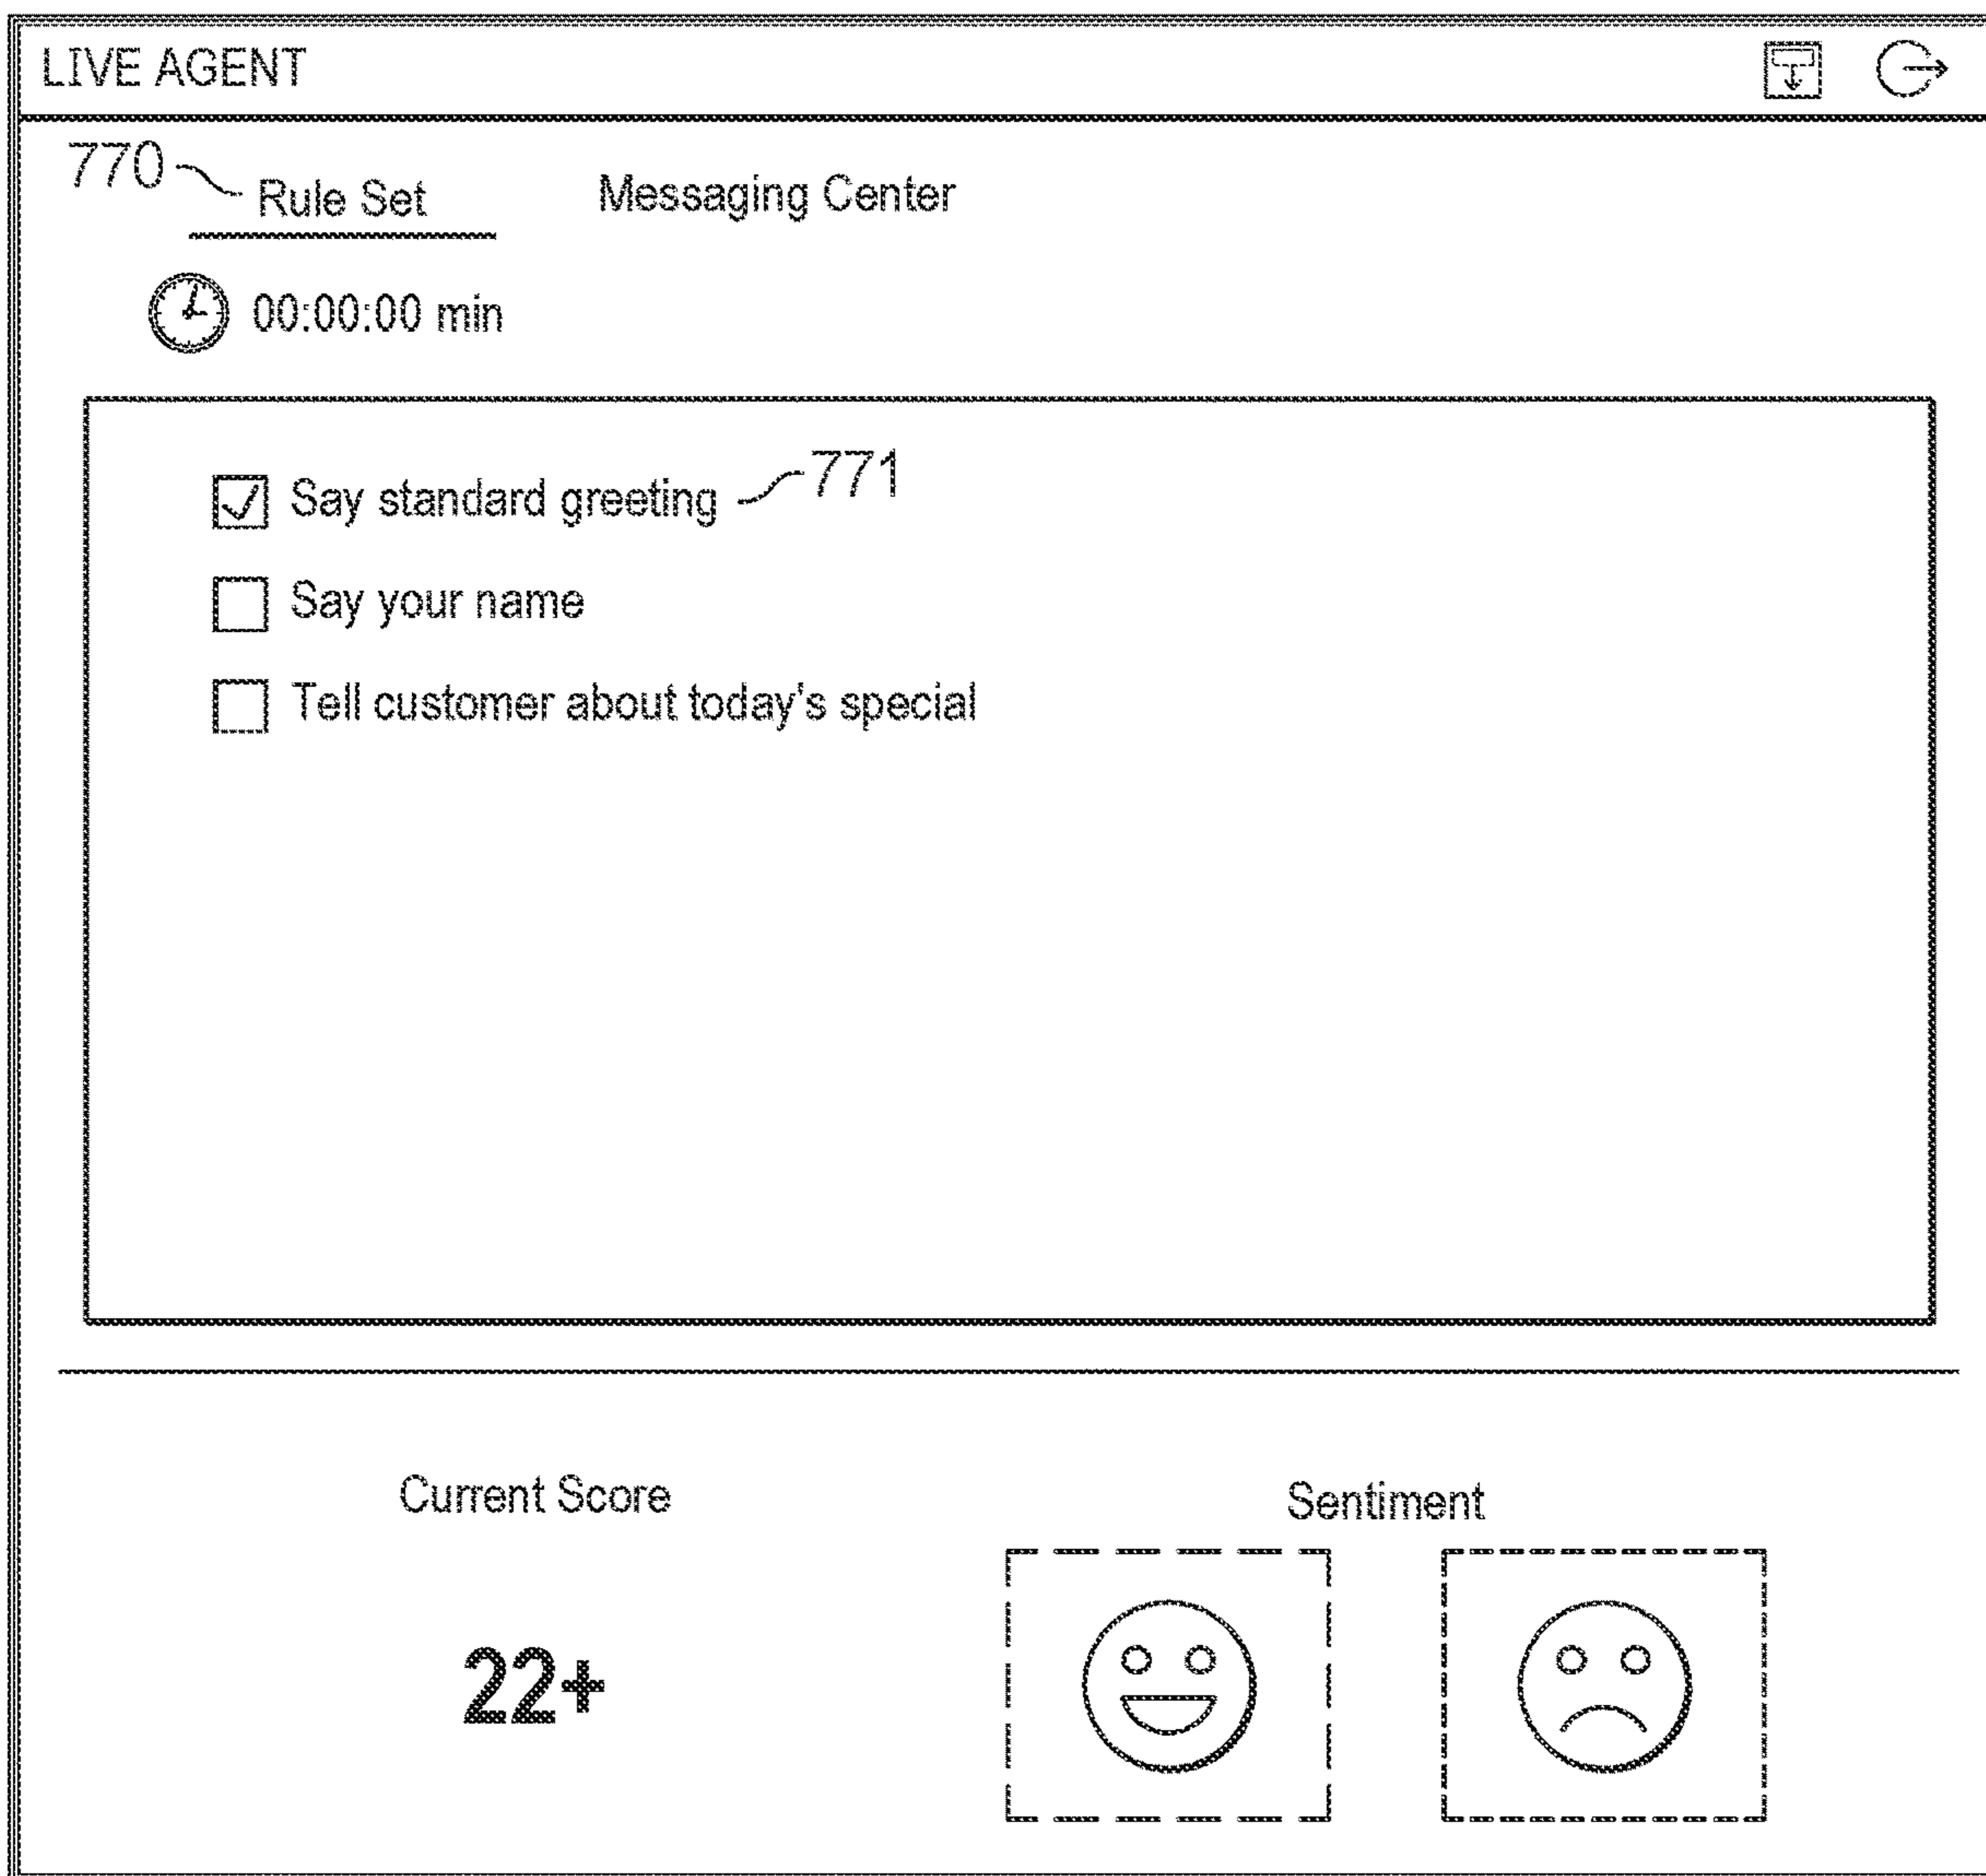 LIVE AGENT
770 Rule Set Messaging Center
00:00:00 min
Say standard greeting 771
Say your name
Tell customer about today's special
Current Score Sentiment
22+